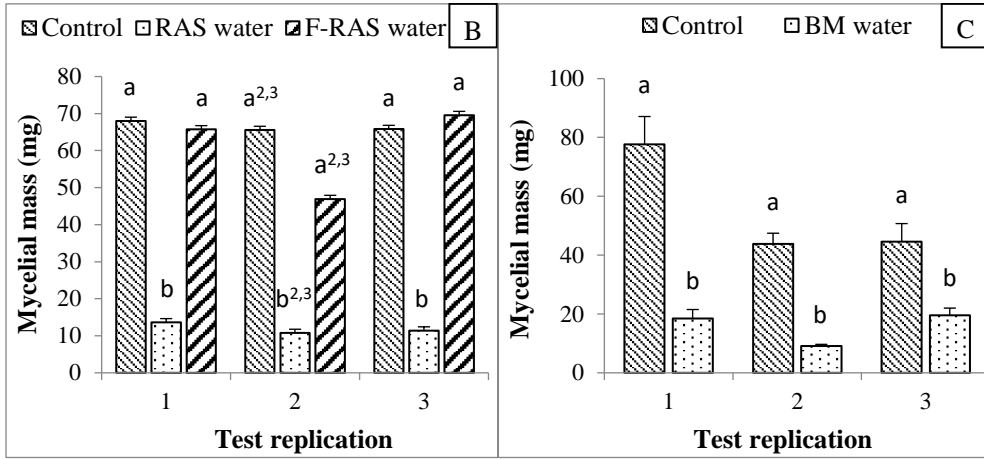 Control RAS water F-RAS water B
Mycelial mass (mg)
80
70
60
50
40
30
20
10
0
a b a
a2,3 b2,3 a2,3
a b a
1 2 3
Test replication
Control BM water C
Mycelial mass (mg)
100
80
60
40
20
0
a b
a b
a b
1 2 3
Test replication